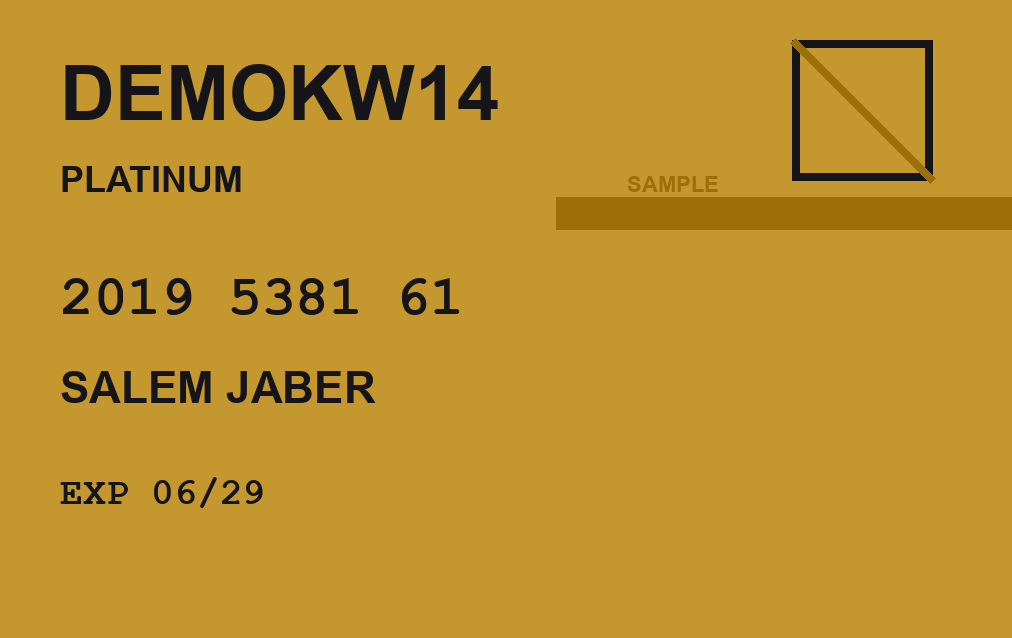 DEMOKW14
PLATINUM
SAMPLE
2019 5381 61
SALEM JABER
EXP 06/29